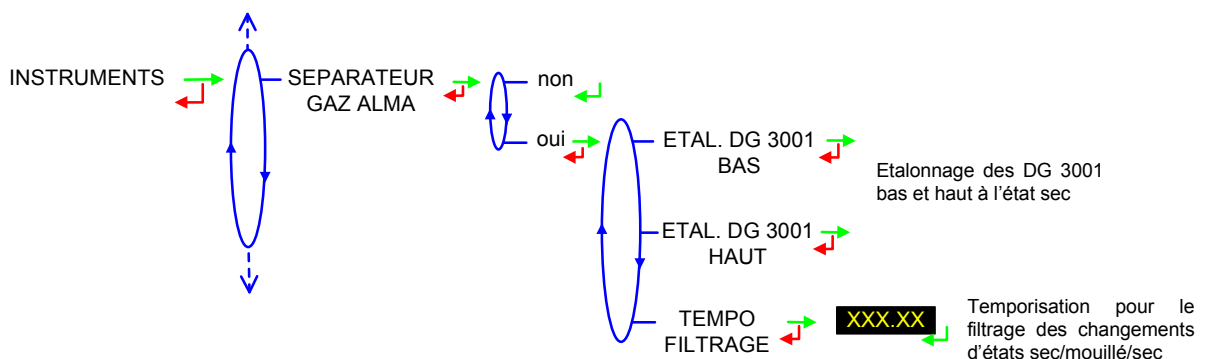 INSTRUMENTS
SEPARATEUR
GAZ ALMA
non
oui
ETAL. DG 3001
BAS
Etalonnage des DG 3001
bas et haut à l'état sec
ETAL. DG 3001
HAUT
TEMPO
FILTRAGE
XXX.XX
Temporisation pour le
filtrage des changements
d'états sec/mouillé/sec